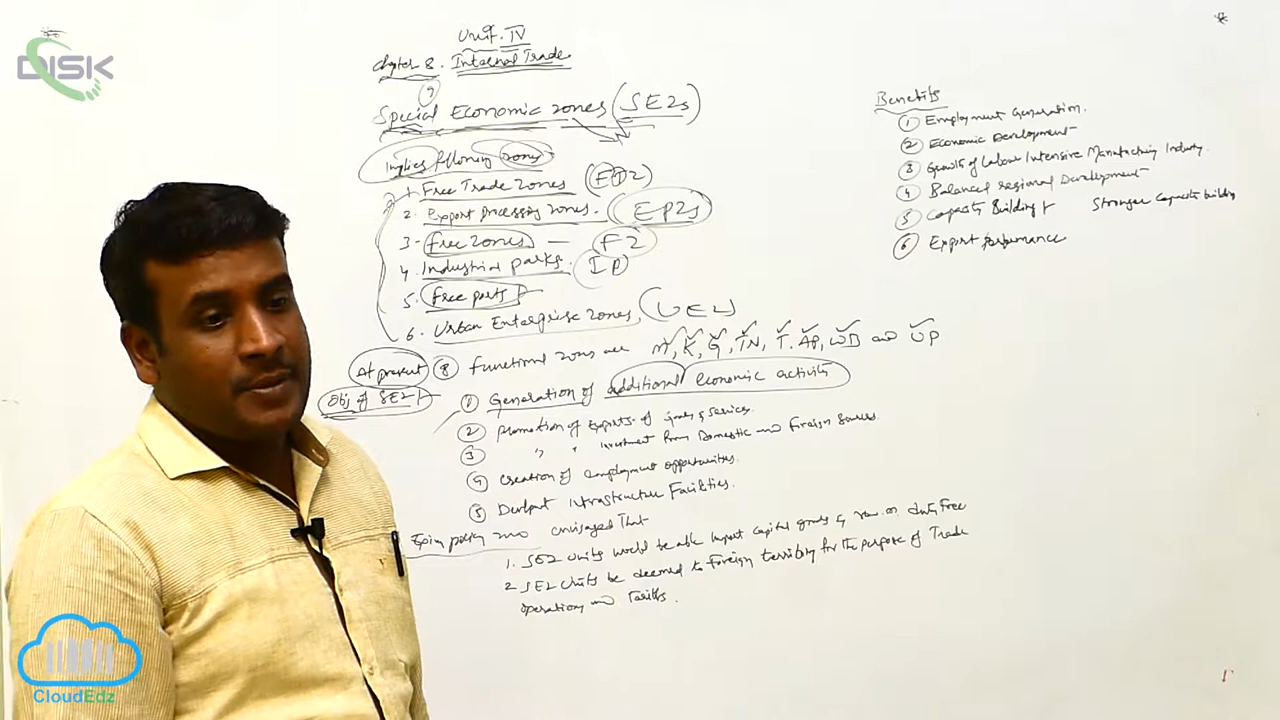 DISK
Unit. IV
Chapter 8. Internal Trade
Special Economic zones (SEZs)
Implies following zones
1. Free Trade Zones (FTZ)
2. Export Processing zones. (EPZs)
3. Free zones — FZ
4. Industrial parks. (IP)
5. Free ports
6. Urban Enterprise zones, (UEZ)
At present 8 Functional zones are M, K, G, TN, T. AP, WB and UP
Obj of SEZ
1 Generation of additional economic activity
2 Promotion of Exports of Goods & Services.
3 " " investment from Domestic and Foreign Sources
4 Creation of employment opportunities.
5 Infrastructure Facilities.
Exim policy envisaged That
1. SEZ Units would be able import capital goods & raw duty Free
2 SEZ Units be deemed to foreign territory for the purpose of Trade
operations Tariffs.
Benefits
1 Employment Generation.
2 Economic Development
3 Growth of Labour Intensive Manufacturing Industry.
4 Balanced regional Development
5 Capacity Building Stronger Capacity building
6 Export performance
CloudEdz